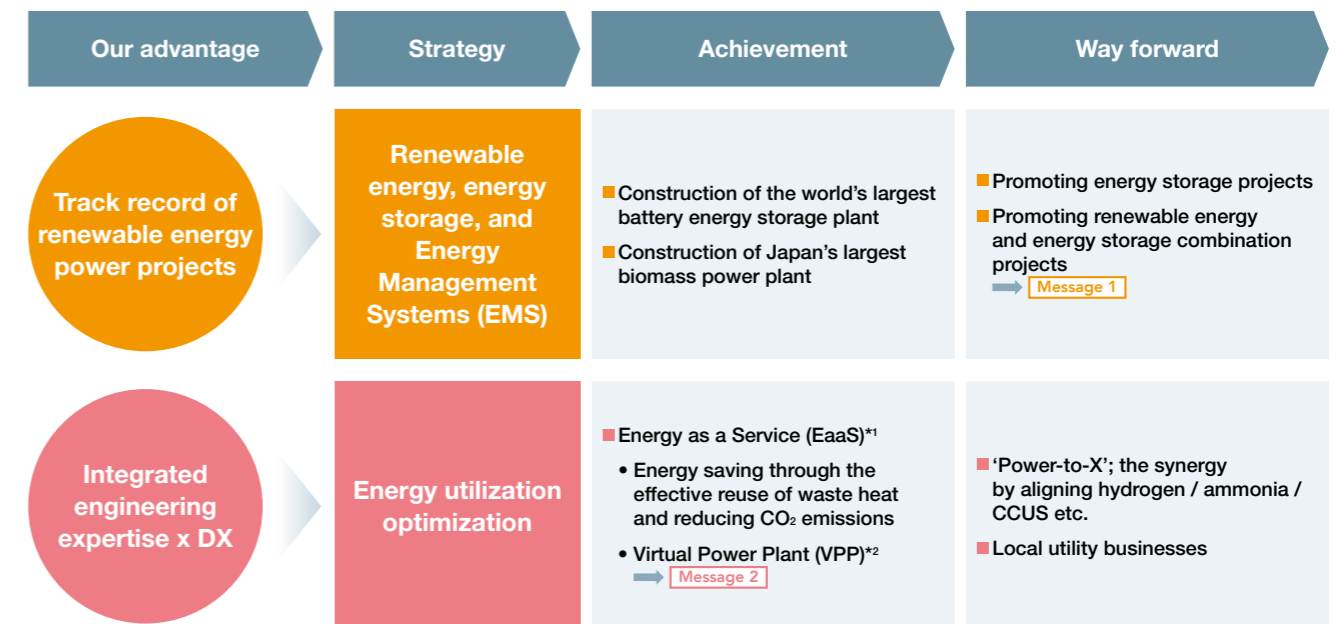 Our advantage
Strategy
Achievement
Way forward
Track record of
renewable energy
power projects
Renewable
energy, energy
storage, and
Energy
Management
Systems (EMS)
■ Construction of the world's largest
battery energy storage plant
■ Construction of Japan's largest
biomass power plant
■ Promoting energy storage projects
■ Promoting renewable energy
and energy storage combination
projects
Message 1
Integrated
engineering
expertise x DX
Energy utilization
optimization
■ Energy as a Service (EaaS)*1
• Energy saving through the
effective reuse of waste heat
and reducing CO₂ emissions
• Virtual Power Plant (VPP)*2
Message 2
■ ‘Power-to-X’; the synergy
by aligning hydrogen / ammonia /
CCUS etc.
■ Local utility businesses